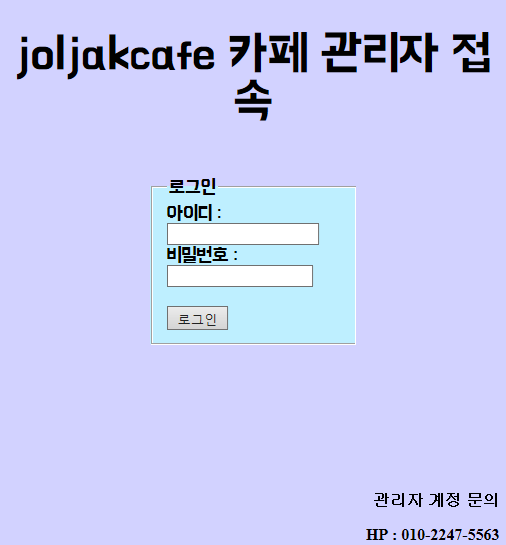 joljakcafe 카페 관리자 접
속
로그인
아이디 :
비밀번호 :
로그인
관리자 계정 문의
HP : 010-2247-5563